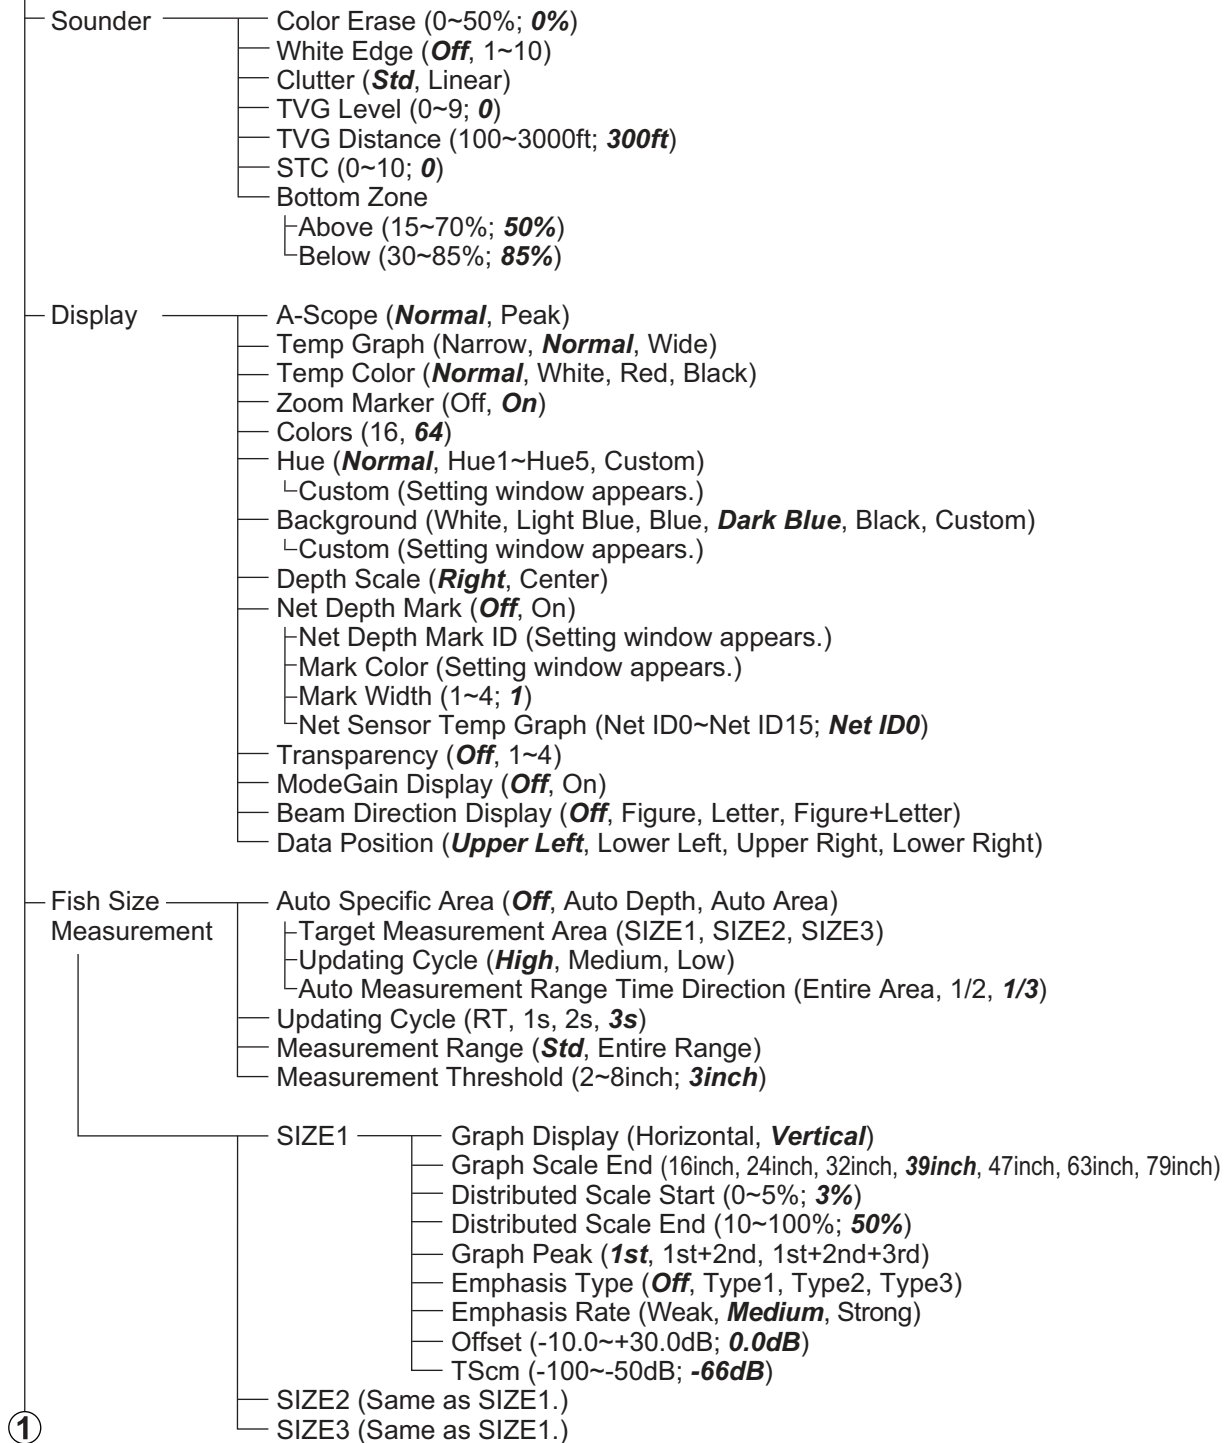 Sounder Color Erase (0~50%; 0%)
White Edge (Off, 1~10)
Clutter (Std, Linear)
TVG Level (0~9; 0)
TVG Distance (100~3000ft; 300ft)
STC (0~10; 0)
Bottom Zone
Above (15~70%; 50%)
Below (30~85%; 85%)
Display A-Scope (Normal, Peak)
Temp Graph (Narrow, Normal, Wide)
Temp Color (Normal, White, Red, Black)
Zoom Marker (Off, On)
Colors (16, 64)
Hue (Normal, Hue1~Hue5, Custom)
Custom (Setting window appears.)
Background (White, Light Blue, Blue, Dark Blue, Black, Custom)
Custom (Setting window appears.)
Depth Scale (Right, Center)
Net Depth Mark (Off, On)
Net Depth Mark ID (Setting window appears.)
Mark Color (Setting window appears.)
Mark Width (1~4; 1)
Net Sensor Temp Graph (Net ID0~Net ID15; Net ID0)
Transparency (Off, 1~4)
ModeGain Display (Off, On)
Beam Direction Display (Off, Figure, Letter, Figure+Letter)
Data Position (Upper Left, Lower Left, Upper Right, Lower Right)
Fish Size Auto Specific Area (Off, Auto Depth, Auto Area)
Measurement Target Measurement Area (SIZE1, SIZE2, SIZE3)
Updating Cycle (High, Medium, Low)
Auto Measurement Range Time Direction (Entire Area, 1/2, 1/3)
Updating Cycle (RT, 1s, 2s, 3s)
Measurement Range (Std, Entire Range)
Measurement Threshold (2~8inch; 3inch)
SIZE1 Graph Display (Horizontal, Vertical)
Graph Scale End (16inch, 24inch, 32inch, 39inch, 47inch, 63inch, 79inch)
Distributed Scale Start (0~5%; 3%)
Distributed Scale End (10~100%; 50%)
Graph Peak (1st, 1st+2nd, 1st+2nd+3rd)
Emphasis Type (Off, Type1, Type2, Type3)
Emphasis Rate (Weak, Medium, Strong)
Offset (-10.0~+30.0dB; 0.0dB)
TScm (-100~-50dB; -66dB)
SIZE2 (Same as SIZE1.)
1 SIZE3 (Same as SIZE1.)